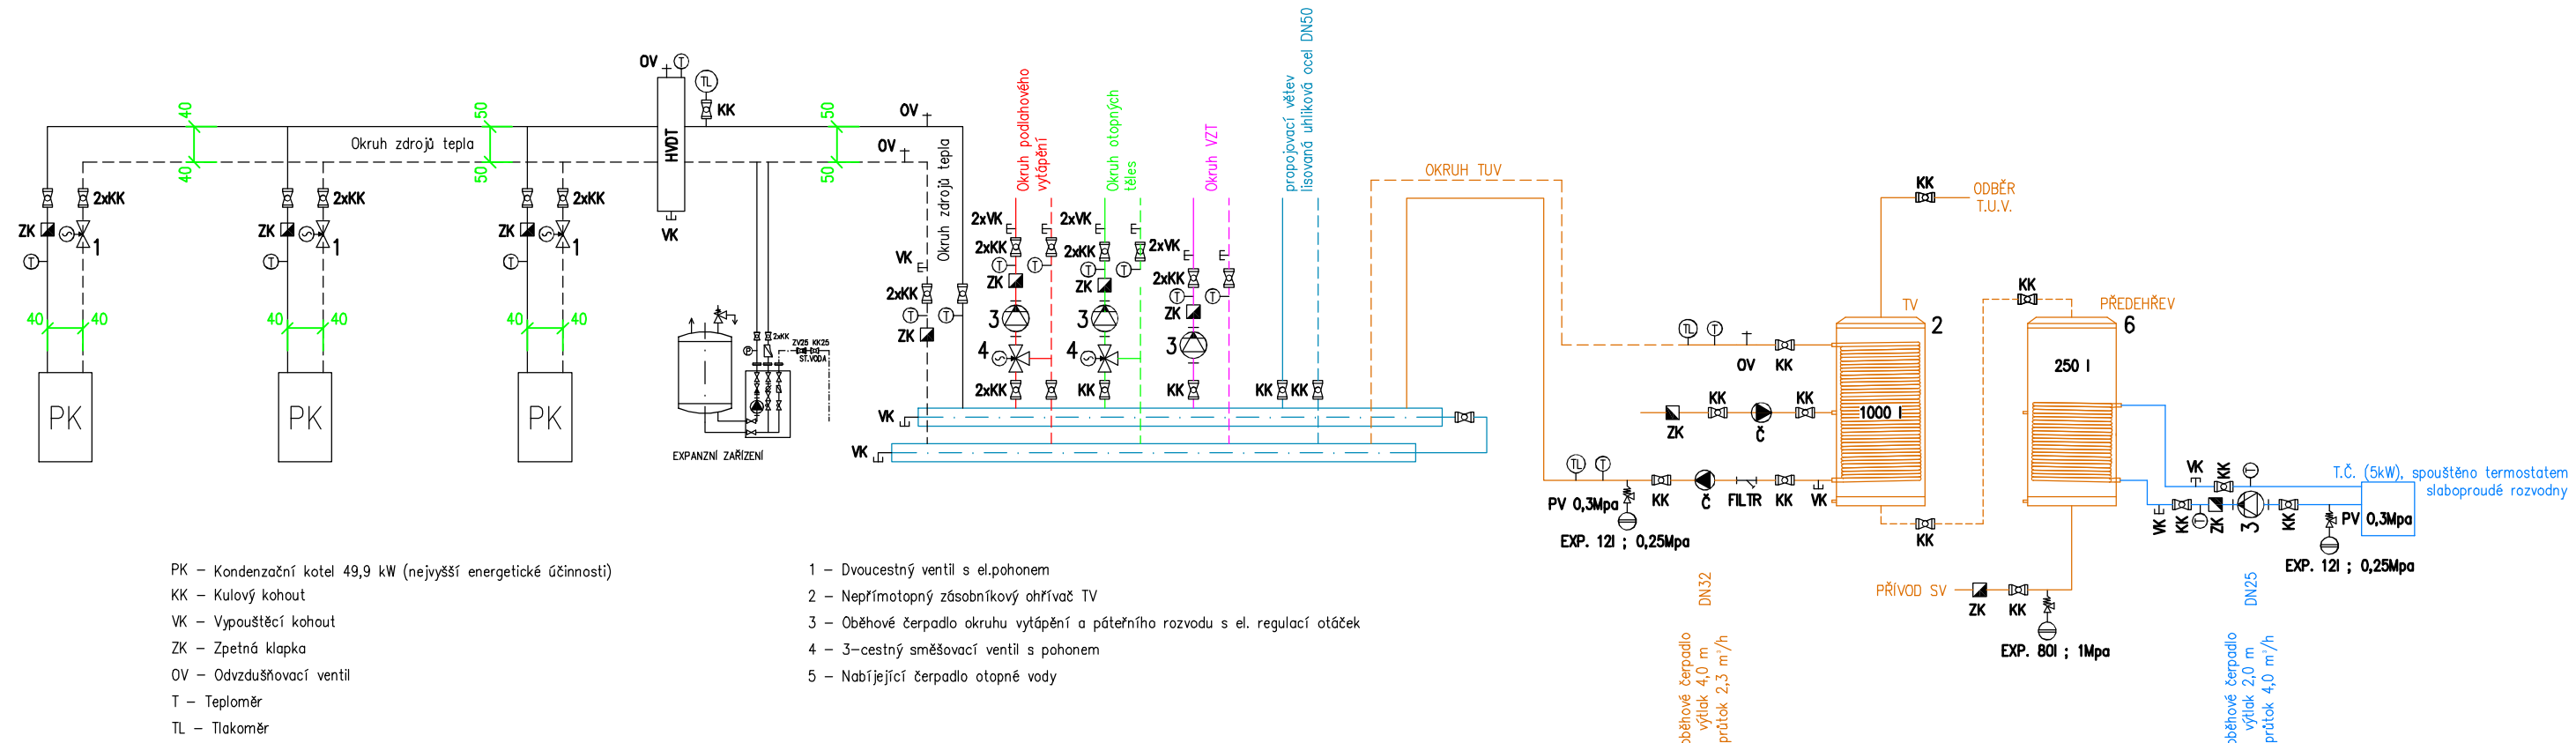 OV
T
TL
KK
40
50
50
OV
HVDT
Okruh zdrojů tepla
OV
40
50
50
2xKK
2xKK
2xKK
ZK
1
ZK
1
ZK
1
T
T
T
VK
40
40
40
40
40
40
PK
PK
PK
2xKK
P
ZV25 KK25
ST.VODA
EXPANZNÍ ZAŘÍZENÍ
Okruh zdrojů tepla
VK
2xKK
T
T
ZK
Okruh podlahového
vytápění
2xVK
2xKK
T
T
ZK
3
4
2xKK
Okruh otopných
těles
2xVK
2xKK
T
T
ZK
3
4
KK
Okruh VZT
2xVK
2xKK
T
T
ZK
3
KK
propojovací větev
lisovaná uhlíková ocel DN50
KK
KK
VK
VK
OKRUH TUV
KK
ODBĚR
T.U.V.
TV
2
KK
PŘEDEHŘEV
6
TL
T
OV
KK
250 l
1000 l
ZK
KK
Č
KK
TL
T
PV 0,3Mpa
KK
Č
FILTR
KK
VK
EXP. 12l ; 0,25Mpa
KK
VK
KK
T
T.Č. (5kW), spouštěno termostatem
slaboproudé rozvodny
VK
KK
T
ZK
3
KK
PV 0,3Mpa
EXP. 12l ; 0,25Mpa
PŘÍVOD SV
ZK
KK
EXP. 80l ; 1Mpa
DN32
oběhové čerpadlo
výtlak 4,0 m
průtok 2,3 m³/h
DN25
oběhové čerpadlo
výtlak 2,0 m
průtok 4,0 m³/h
PK – Kondenzační kotel 49,9 kW (nejvyšší energetické účinnosti)
KK – Kulový kohout
VK – Vypouštěcí kohout
ZK – Zpetná klapka
OV – Odvzdušňovací ventil
T – Teploměr
TL – Tlakoměr
1 – Dvoucestný ventil s el.pohonem
2 – Nepřímotopný zásobníkový ohřívač TV
3 – Oběhové čerpadlo okruhu vytápění a páteřního rozvodu s el. regulací otáček
4 – 3-cestný směšovací ventil s pohonem
5 – Nabíjející čerpadlo otopné vody